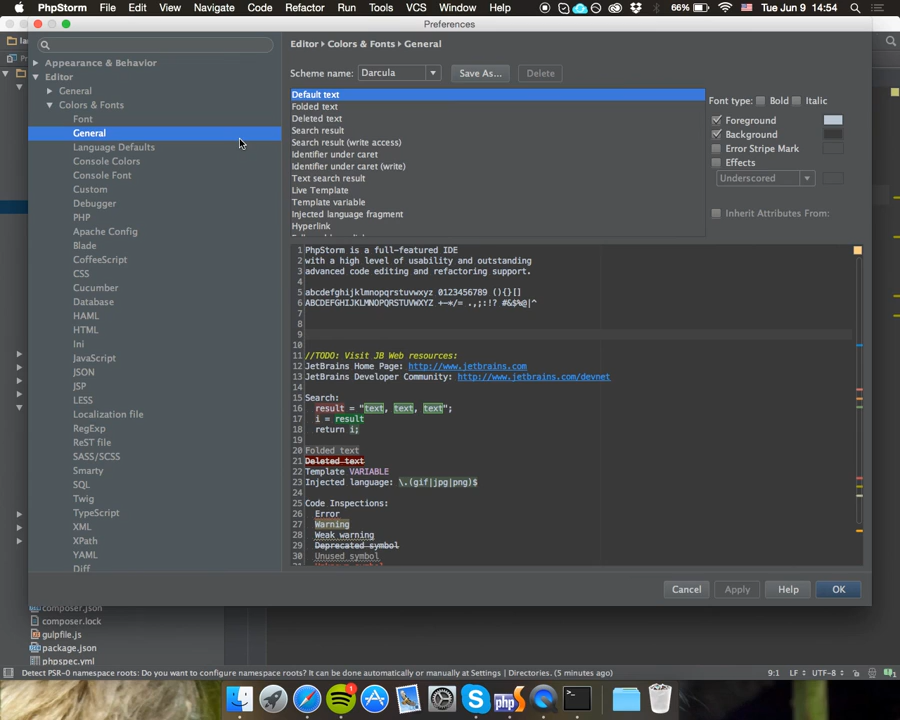 PhpStorm File Edit View Navigate Code Refactor Run Tools VCS Window Help 66% Tue Jun 9 14:54
Preferences
Appearance & Behavior
Editor
General
Colors & Fonts
Font
General
Language Defaults
Console Colors
Console Font
Custom
Debugger
PHP
Apache Config
Blade
CoffeeScript
CSS
Cucumber
Database
HAML
HTML
Ini
JavaScript
JSON
JSP
LESS
Localization file
RegExp
ReST file
SASS/SCSS
Smarty
SQL
Twig
TypeScript
XML
XPath
YAML
Diff
Editor › Colors & Fonts › General
Scheme name: Darcula Save As... Delete
Default text
Folded text
Deleted text
Search result
Search result (write access)
Identifier under caret
Identifier under caret (write)
Text search result
Live Template
Template variable
Injected language fragment
Hyperlink
Font type: Bold Italic
Foreground
Background
Error Stripe Mark
Effects
Underscored
Inherit Attributes From:
1 PhpStorm is a full-featured IDE
2 with a high level of usability and outstanding
3 advanced code editing and refactoring support.
4
5 abcdefghijklmnopqrstuvwxyz 0123456789 (){}[]
6 ABCDEFGHIJKLMNOPQRSTUVWXYZ +-*/= .,;:!? #&$%@|^
7
8
9
10
11 //TODO: Visit JB Web resources:
12 JetBrains Home Page: http://www.jetbrains.com
13 JetBrains Developer Community: http://www.jetbrains.com/devnet
14
15 Search:
16 result = "text, text, text";
17 i = result
18 return i;
19
20 Folded text
21 Deleted text
22 Template VARIABLE
23 Injected language: \.(gif|jpg|png)$
24
25 Code Inspections:
26 Error
27 Warning
28 Weak warning
29 Deprecated symbol
30 Unused symbol
Cancel Apply Help OK
composer.json
composer.lock
gulpfile.js
package.json
phpspec.yml
Detect PSR-0 namespace roots: Do you want to configure namespace roots? It can be done automatically or manually at Settings | Directories. (5 minutes ago) 9:1 LF UTF-8
1
php